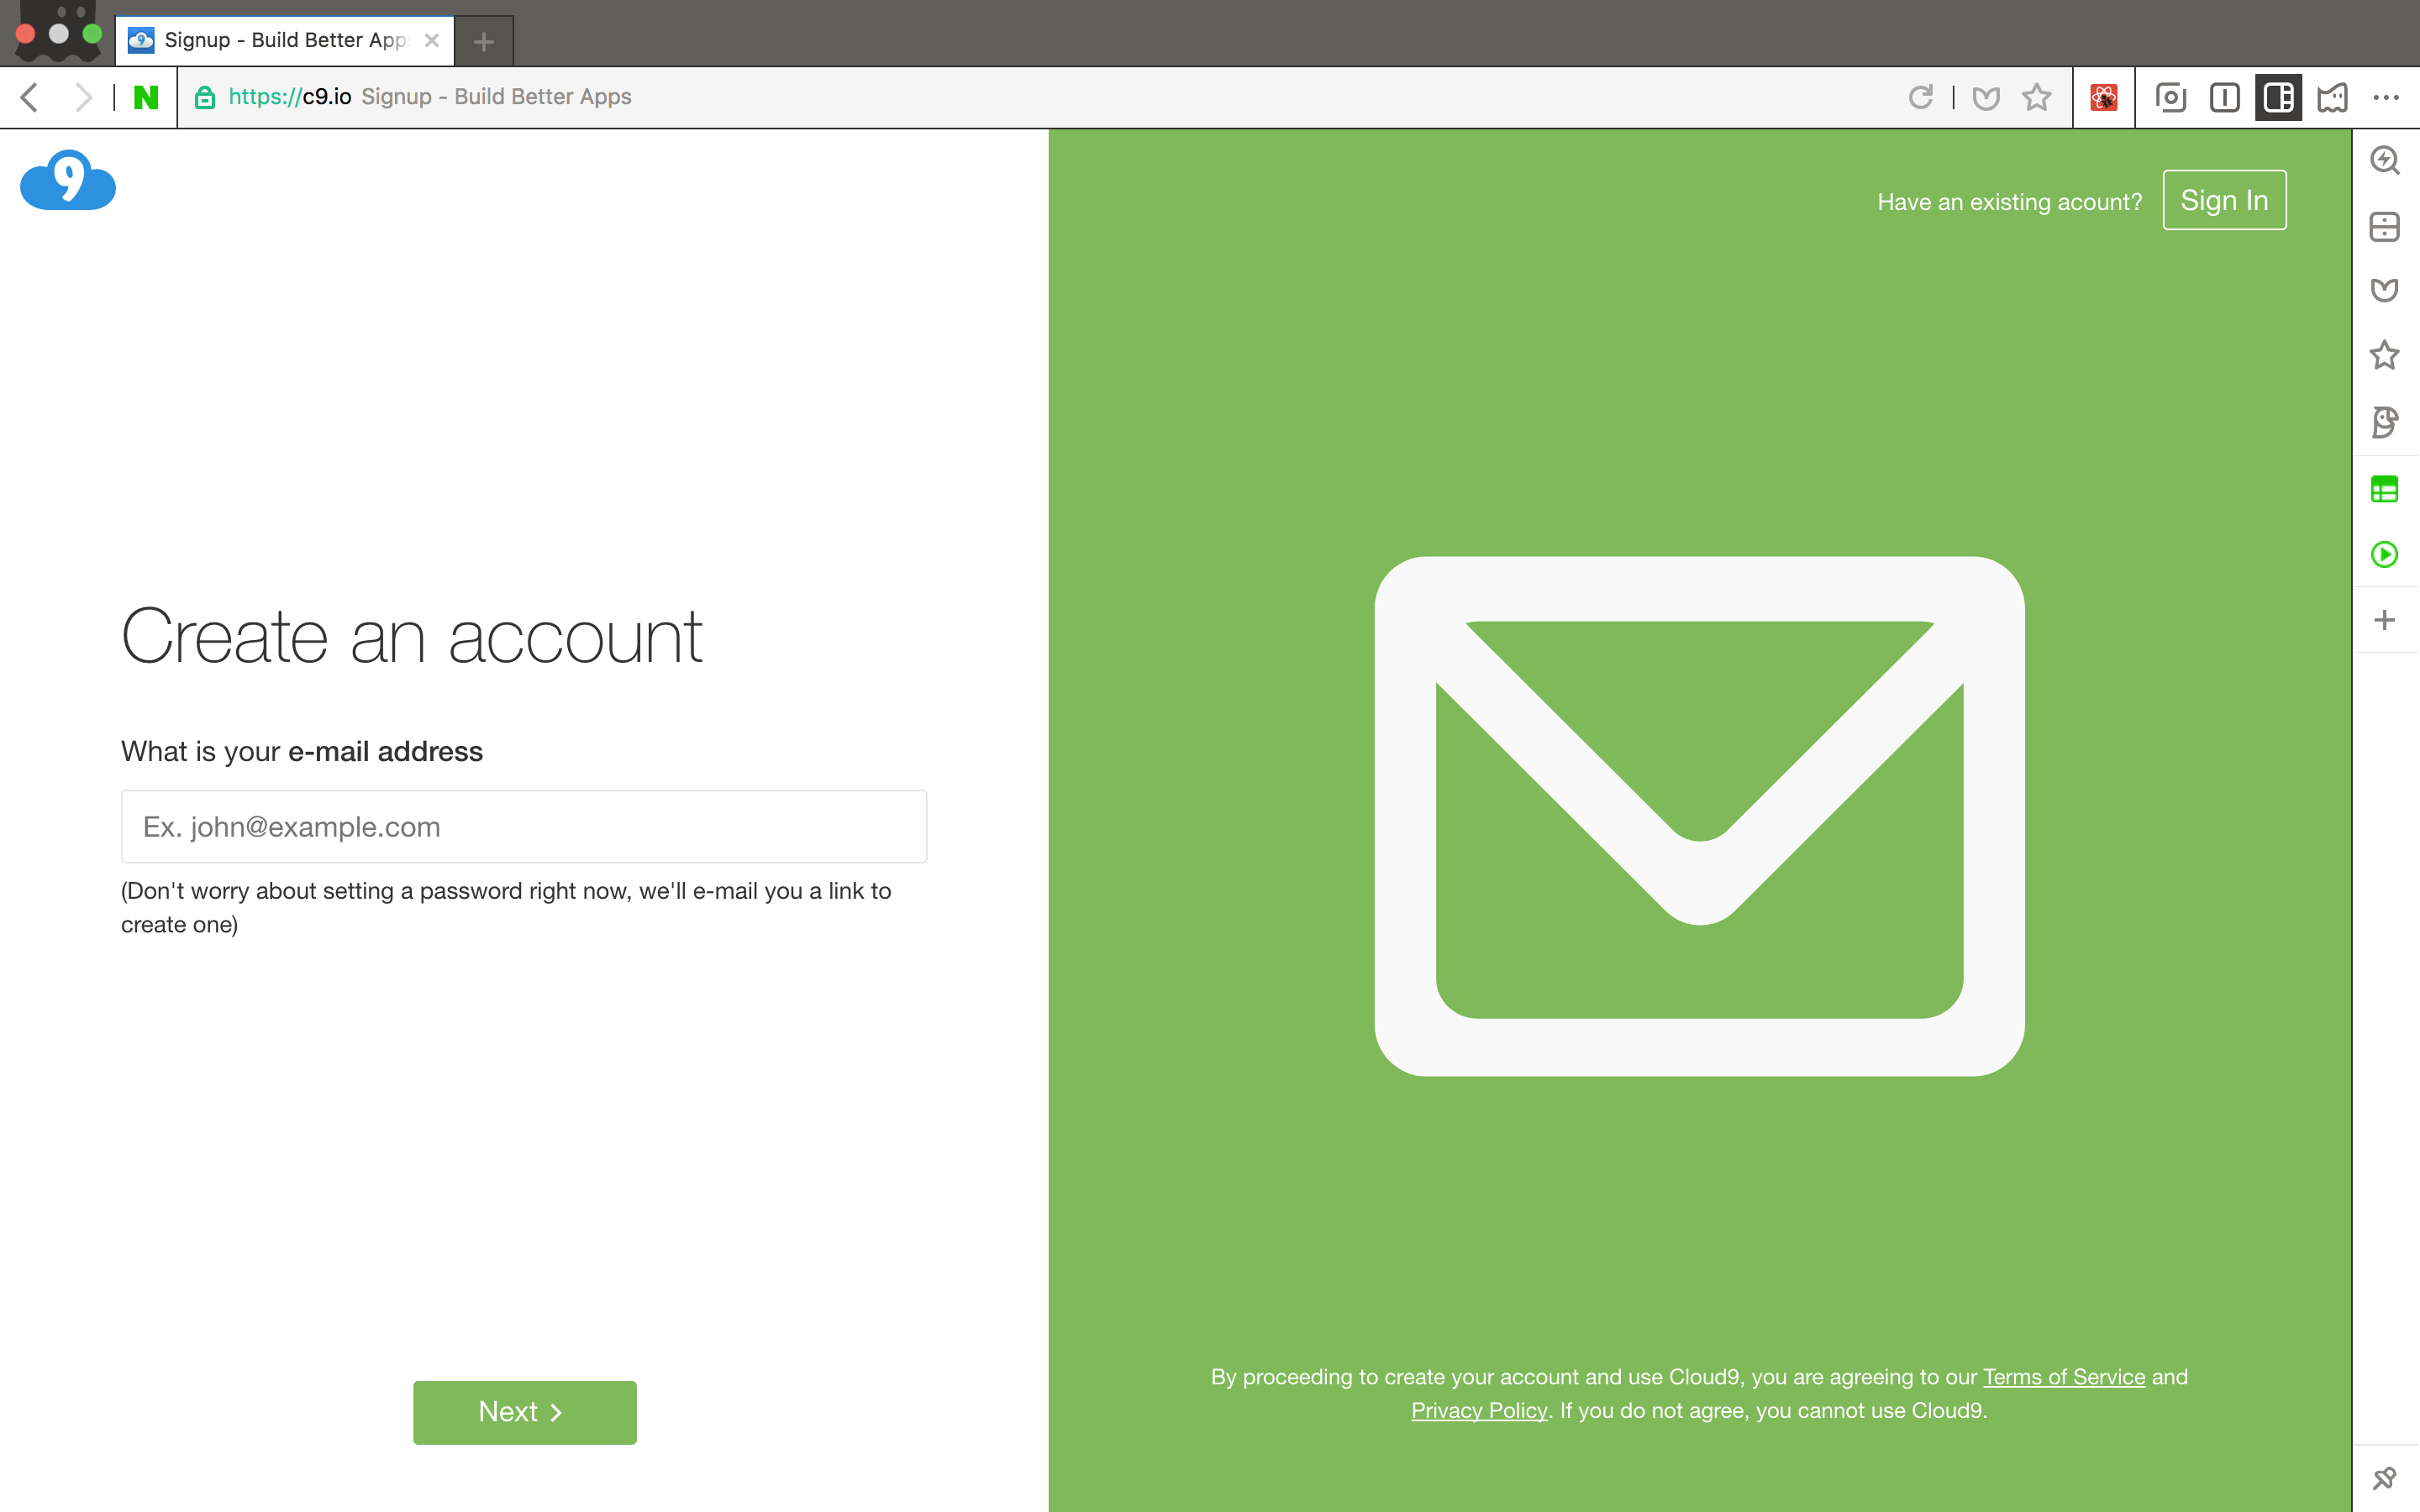 Signup - Build Better App
https://c9.io Signup - Build Better Apps
9
Have an existing acount?
Sign In
Create an account
What is your e-mail address
Ex. john@example.com
(Don't worry about setting a password right now, we'll e-mail you a link to
create one)
Next
By proceeding to create your account and use Cloud9, you are agreeing to our Terms of Service and
Privacy Policy. If you do not agree, you cannot use Cloud9.